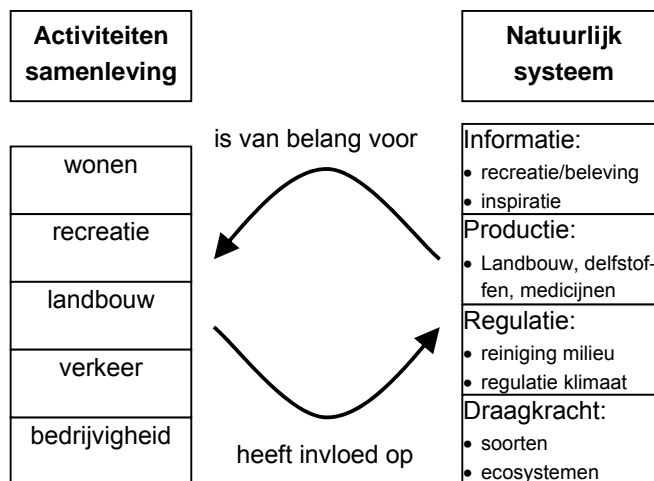 Activiteiten
samenleving
wonen
recreatie
landbouw
verkeer
bedrijvigheid
is van belang voor
heeft invloed op
Natuurlijk
systeem
Informatie:
• recreatie/beleving
• inspiratie
Productie:
• Landbouw, delfstof-
fen, medicijnen
Regulatie:
• reiniging milieu
• regulatie klimaat
Draagkracht:
• soorten
• ecosystemen